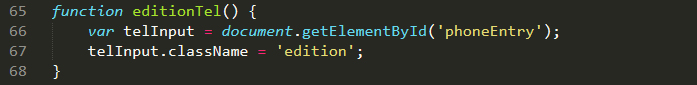 65 function editionTel() {
66     var telInput = document.getElementById('phoneEntry');
67     telInput.className = 'edition';
68 }